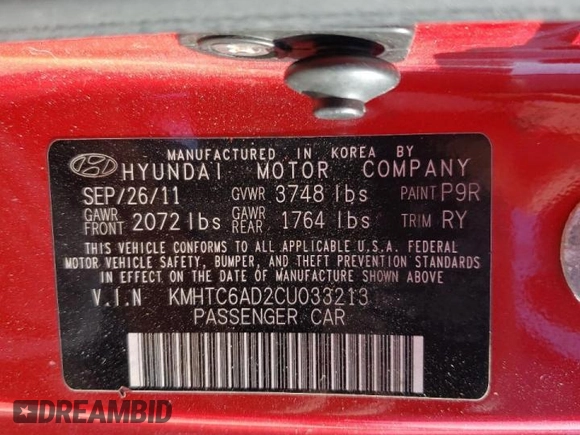 MANUFACTURED IN KOREA BY
HYUNDAI MOTOR COMPANY
SEP/26/11 GVWR 3748 lbs PAINT P9R
GAWR FRONT 2072 lbs GAWR REAR 1764 lbs TRIM RY
THIS VEHICLE CONFORMS TO ALL APPLICABLE U.S.A. FEDERAL
MOTOR VEHICLE SAFETY, BUMPER, AND THEFT PREVENTION STANDARDS
IN EFFECT ON THE DATE OF MANUFACTURE SHOWN ABOVE.
V.I.N KMHTC6AD2CU033213
PASSENGER CAR
DREAMBID